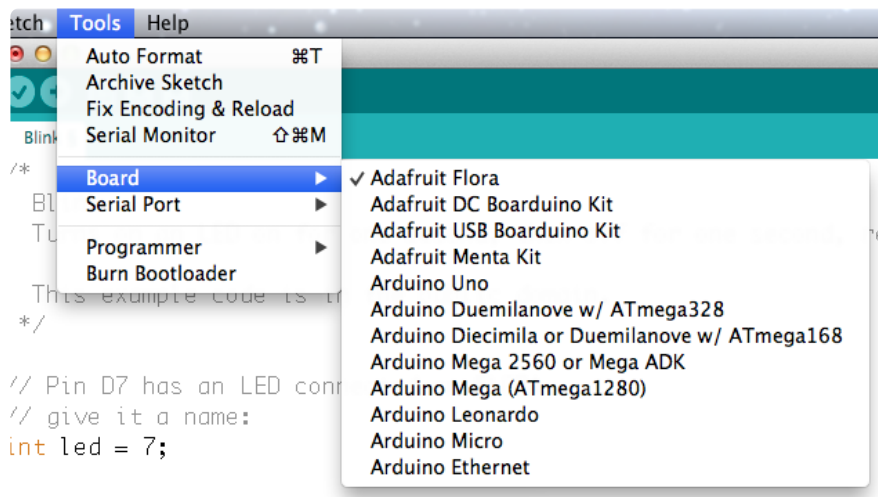 etch Tools Help
Auto Format ⌘T
Archive Sketch
Fix Encoding & Reload
Serial Monitor ⇧⌘M
Board
Serial Port
Programmer
Burn Bootloader
✓ Adafruit Flora
Adafruit DC Boarduino Kit
Adafruit USB Boarduino Kit
Adafruit Menta Kit
Arduino Uno
Arduino Duemilanove w/ ATmega328
Arduino Diecimila or Duemilanove w/ ATmega168
Arduino Mega 2560 or Mega ADK
Arduino Mega (ATmega1280)
Arduino Leonardo
Arduino Micro
Arduino Ethernet
Blink
/*
This example code is in
*/
// Pin D7 has an LED conn
// give it a name:
int led = 7;